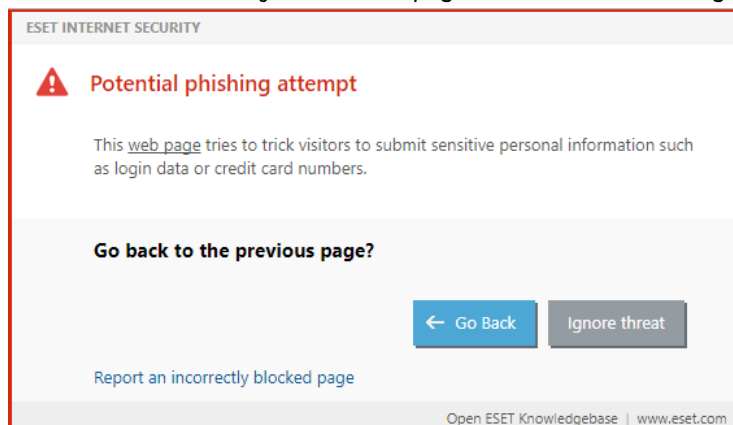 ESET INTERNET SECURITY
Potential phishing attempt
This web page tries to trick visitors to submit sensitive personal information such
as login data or credit card numbers.
Go back to the previous page?
← Go Back
Ignore threat
Report an incorrectly blocked page
Open ESET Knowledgebase | www.eset.com